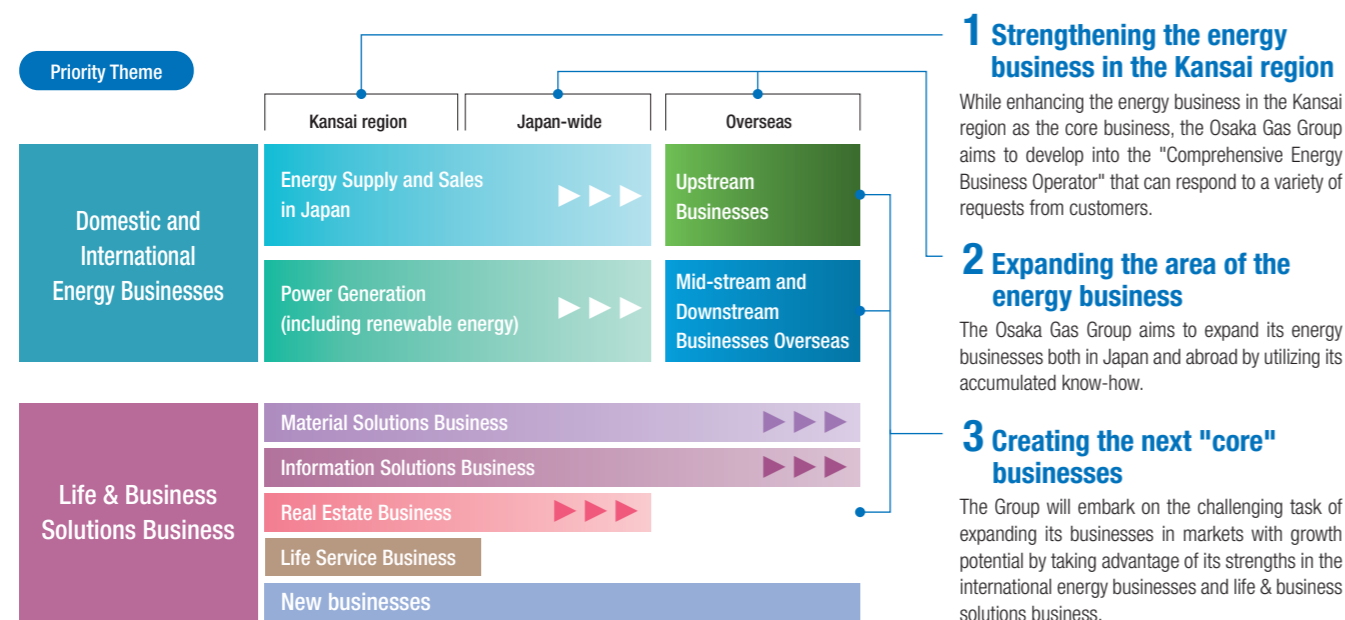 Priority Theme
Kansai region
Japan-wide
Overseas
Domestic and
International
Energy Businesses
Energy Supply and Sales
in Japan
Upstream
Businesses
Power Generation
(including renewable energy)
Mid-stream and
Downstream
Businesses Overseas
Life & Business
Solutions Business
Material Solutions Business
Information Solutions Business
Real Estate Business
Life Service Business
New businesses
1 Strengthening the energy
business in the Kansai region
While enhancing the energy business in the Kansai
region as the core business, the Osaka Gas Group
aims to develop into the "Comprehensive Energy
Business Operator" that can respond to a variety of
requests from customers.
2 Expanding the area of the
energy business
The Osaka Gas Group aims to expand its energy
businesses both in Japan and abroad by utilizing its
accumulated know-how.
3 Creating the next "core"
businesses
The Group will embark on the challenging task of
expanding its businesses in markets with growth
potential by taking advantage of its strengths in the
international energy businesses and life & business
solutions business.